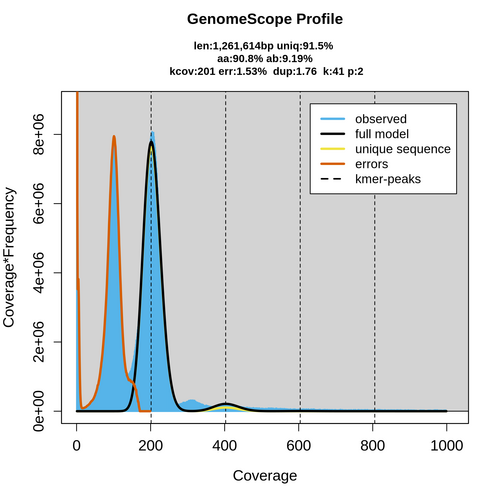 GenomeScope Profile
len:1,261,614bp uniq:91.5%
aa:90.8% ab:9.19%
kcov:201 err:1.53% dup:1.76 k:41 p:2
observed
full model
unique sequence
errors
kmer-peaks
Coverage*Frequency
8e+06
6e+06
4e+06
2e+06
0e+00
0 200 400 600 800 1000
Coverage